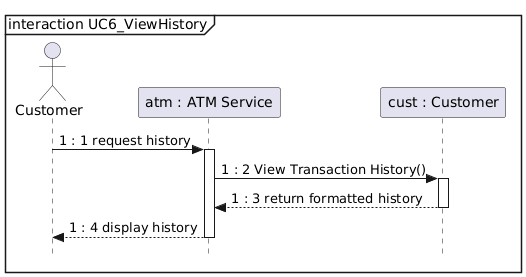 interaction UC6_ViewHistory
Customer
atm : ATM Service
cust : Customer
1 : 1 request history
1 : 2 View Transaction History()
1 : 3 return formatted history
1 : 4 display history